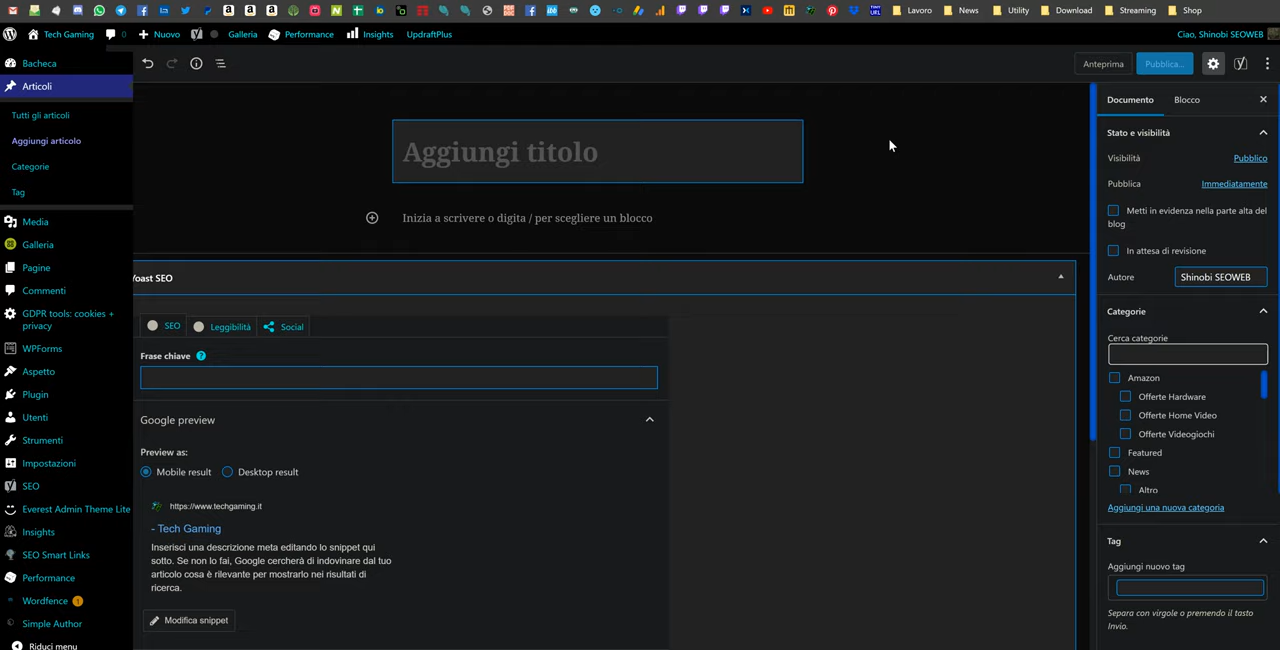 Lavoro
News
Utility
Download
Streaming
Shop
Tech Gaming
0
Nuovo
Galleria
Performance
Insights
UpdraftPlus
Ciao, Shinobi SEOWEB
Bacheca
Articoli
Tutti gli articoli
Aggiungi articolo
Categorie
Tag
Media
Galleria
Pagine
Commenti
GDPR tools: cookies +
privacy
WPForms
Aspetto
Plugin
Utenti
Strumenti
Impostazioni
SEO
Everest Admin Theme Lite
Insights
SEO Smart Links
Performance
Wordfence 1
Simple Author
Riduci menu
Anteprima
Pubblica...
Aggiungi titolo
Inizia a scrivere o digita / per scegliere un blocco
Yoast SEO
SEO
Leggibilità
Social
Frase chiave ?
Google preview
Preview as:
Mobile result
Desktop result
https://www.techgaming.it
- Tech Gaming
Inserisci una descrizione meta editando lo snippet qui
sotto. Se non lo fai, Google cercherà di indovinare dal tuo
articolo cosa è rilevante per mostrarlo nei risultati di
ricerca.
Modifica snippet
Documento
Blocco
Stato e visibilità
Visibilità
Pubblico
Pubblica
Immediatamente
Metti in evidenza nella parte alta del
blog
In attesa di revisione
Autore
Shinobi SEOWEB
Categorie
Cerca categorie
Amazon
Offerte Hardware
Offerte Home Video
Offerte Videogiochi
Featured
News
Altro
Aggiungi una nuova categoria
Tag
Aggiungi nuovo tag
Separa con virgole o premendo il tasto
Invio.